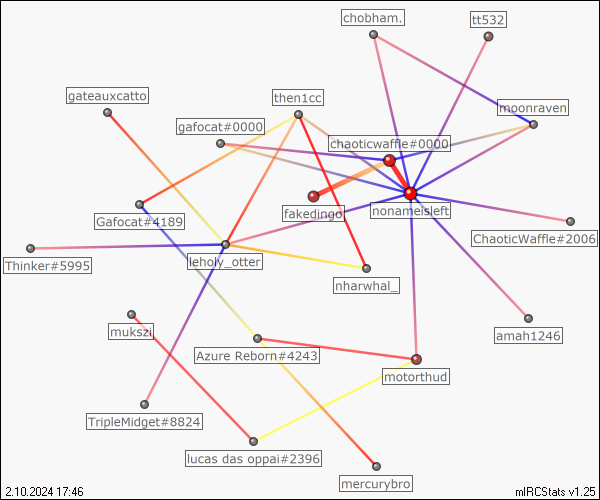 chobham.
tt532
gateauxcatto
then1cc
moonraven
gafocat#0000
chaoticwaffle#0000
fakedingo
nonameisleft
Gafocat#4189
ChaoticWaffle#2006
Thinker#5995
leholy_otter
nharwhal_
mukszi
amah1246
Azure Reborn#4243
motorthud
TripleMidget#8824
lucas das oppai#2396
mercurybro
2.10.2024 17:46
mIRCStats v1.25